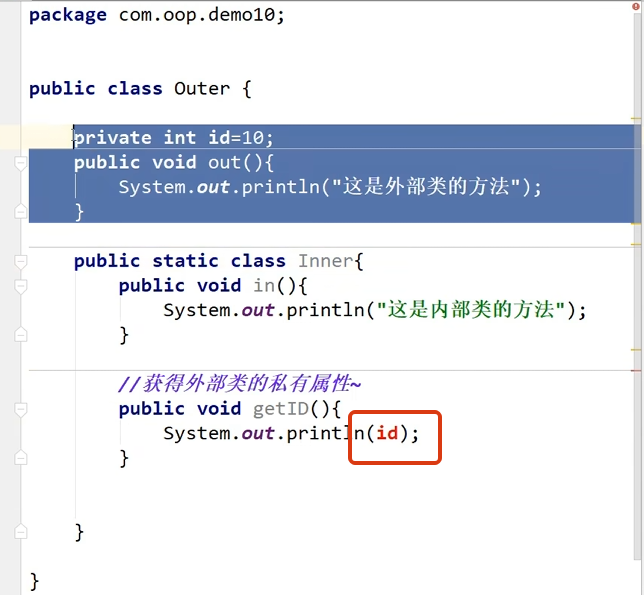 package com.oop.demo10;
public class Outer {
private int id=10;
public void out(){
System.out.println("这是外部类的方法");
}
public static class Inner{
public void in(){
System.out.println("这是内部类的方法");
}
//获得外部类的私有属性~
public void getID(){
System.out.println(id);
}
}
}